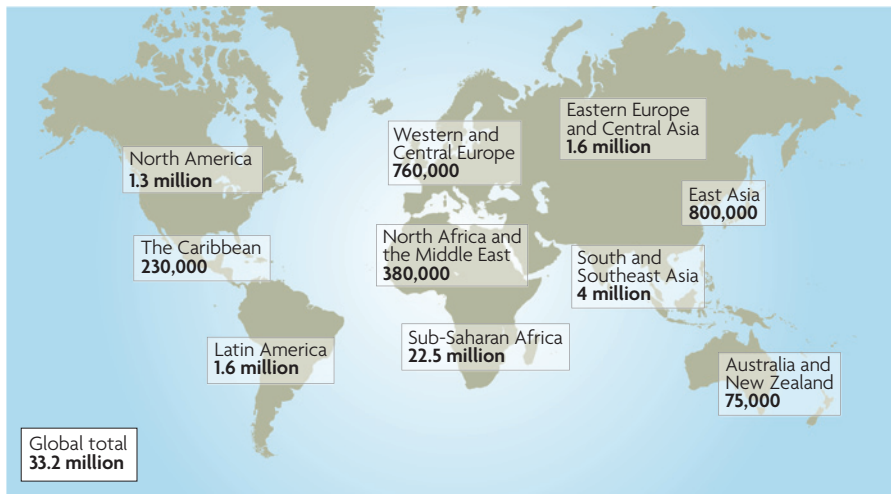 Eastern Europe
and Central Asia
1.6 million
Western and
Central Europe
760,000
North America
1.3 million
East Asia
800,000
North Africa and
the Middle East
380,000
The Caribbean
230,000
South and
Southeast Asia
4 million
Sub-Saharan Africa
22.5 million
Latin America
1.6 million
Australia and
New Zealand
75,000
Global total
33.2 million